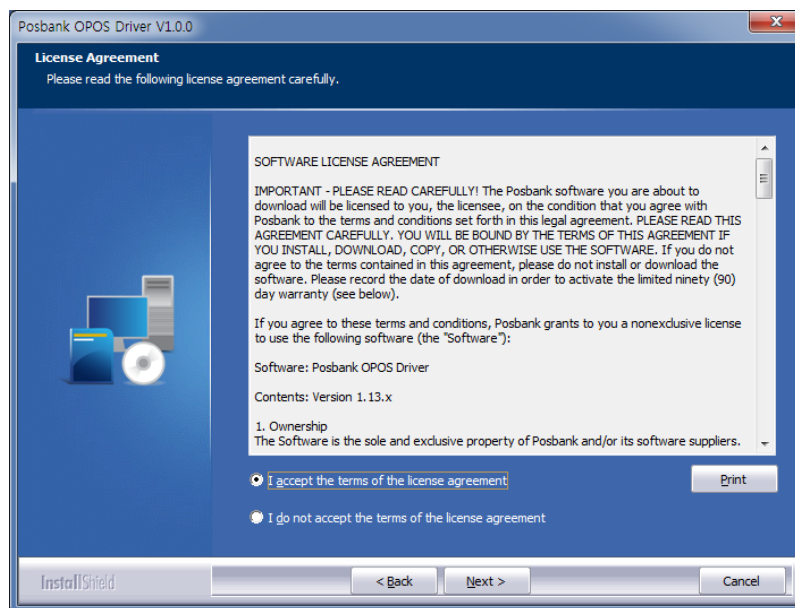 Posbank OPOS Driver V1.0.0
License Agreement
Please read the following license agreement carefully.
SOFTWARE LICENSE AGREEMENT
IMPORTANT - PLEASE READ CAREFULLY! The Posbank software you are about to
download will be licensed to you, the licensee, on the condition that you agree with
Posbank to the terms and conditions set forth in this legal agreement. PLEASE READ THIS
AGREEMENT CAREFULLY. YOU WILL BE BOUND BY THE TERMS OF THIS AGREEMENT IF
YOU INSTALL, DOWNLOAD, COPY, OR OTHERWISE USE THE SOFTWARE. If you do not
agree to the terms contained in this agreement, please do not install or download the
software. Please record the date of download in order to activate the limited ninety (90)
day warranty (see below).
If you agree to these terms and conditions, Posbank grants to you a nonexclusive license
to use the following software (the "Software"):
Software: Posbank OPOS Driver
Contents: Version 1.13.x
1. Ownership
The Software is the sole and exclusive property of Posbank and/or its software suppliers.
I accept the terms of the license agreement
Print
I do not accept the terms of the license agreement
InstallShield
< Back
Next >
Cancel